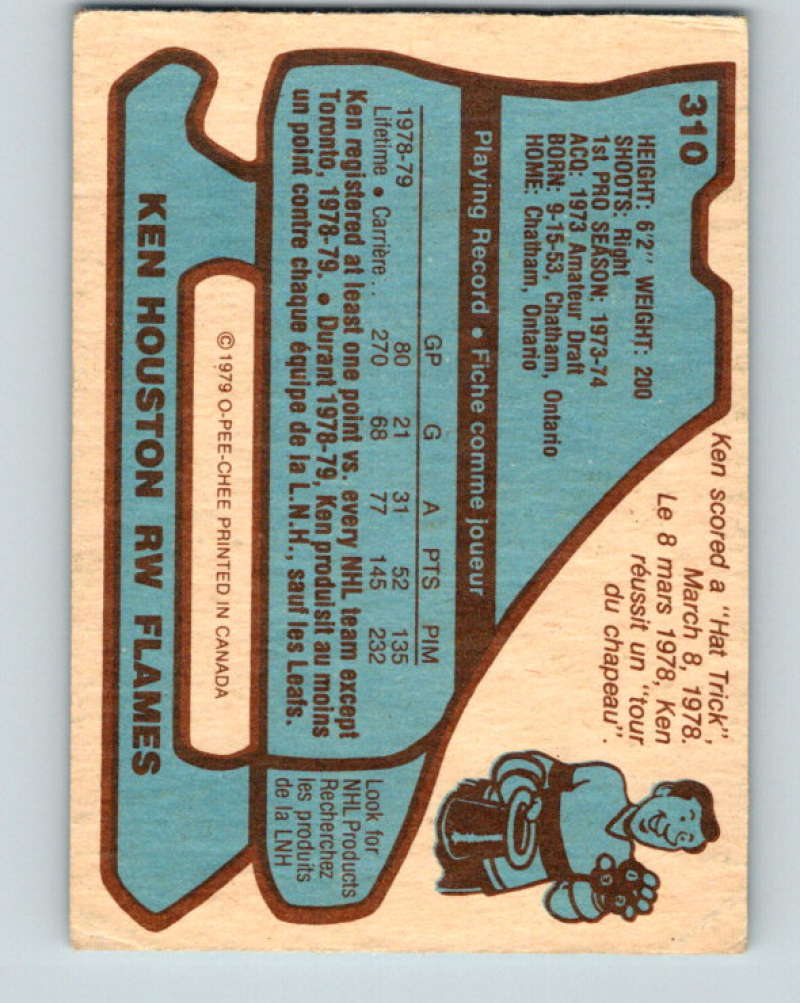 310
Ken scored a "Hat Trick",
March 8, 1978.
Le 8 mars 1978, Ken
réussit un "tour
du chapeau".
HEIGHT: 6'2" WEIGHT: 200
SHOOTS: Right
1st PRO SEASON: 1973-74
ACQ: 1973 Amateur Draft
BORN: 9-15-53, Chatham, Ontario
HOME: Chatham, Ontario
Playing Record • Fiche comme joueur
GP G A PTS PIM
1978-79 80 21 31 52 135
Lifetime • Carrière... 270 68 77 145 232
Ken registered at least one point vs. every NHL team except
Toronto, 1978-79. • Durant 1978-79, Ken produisit au moins
un point contre chaque équipe de la L.N.H., sauf les Leafs.
Look for
NHL Products
Recherchez
les produits
de la LNH
© 1979 O-PEE-CHEE PRINTED IN CANADA
KEN HOUSTON RW FLAMES